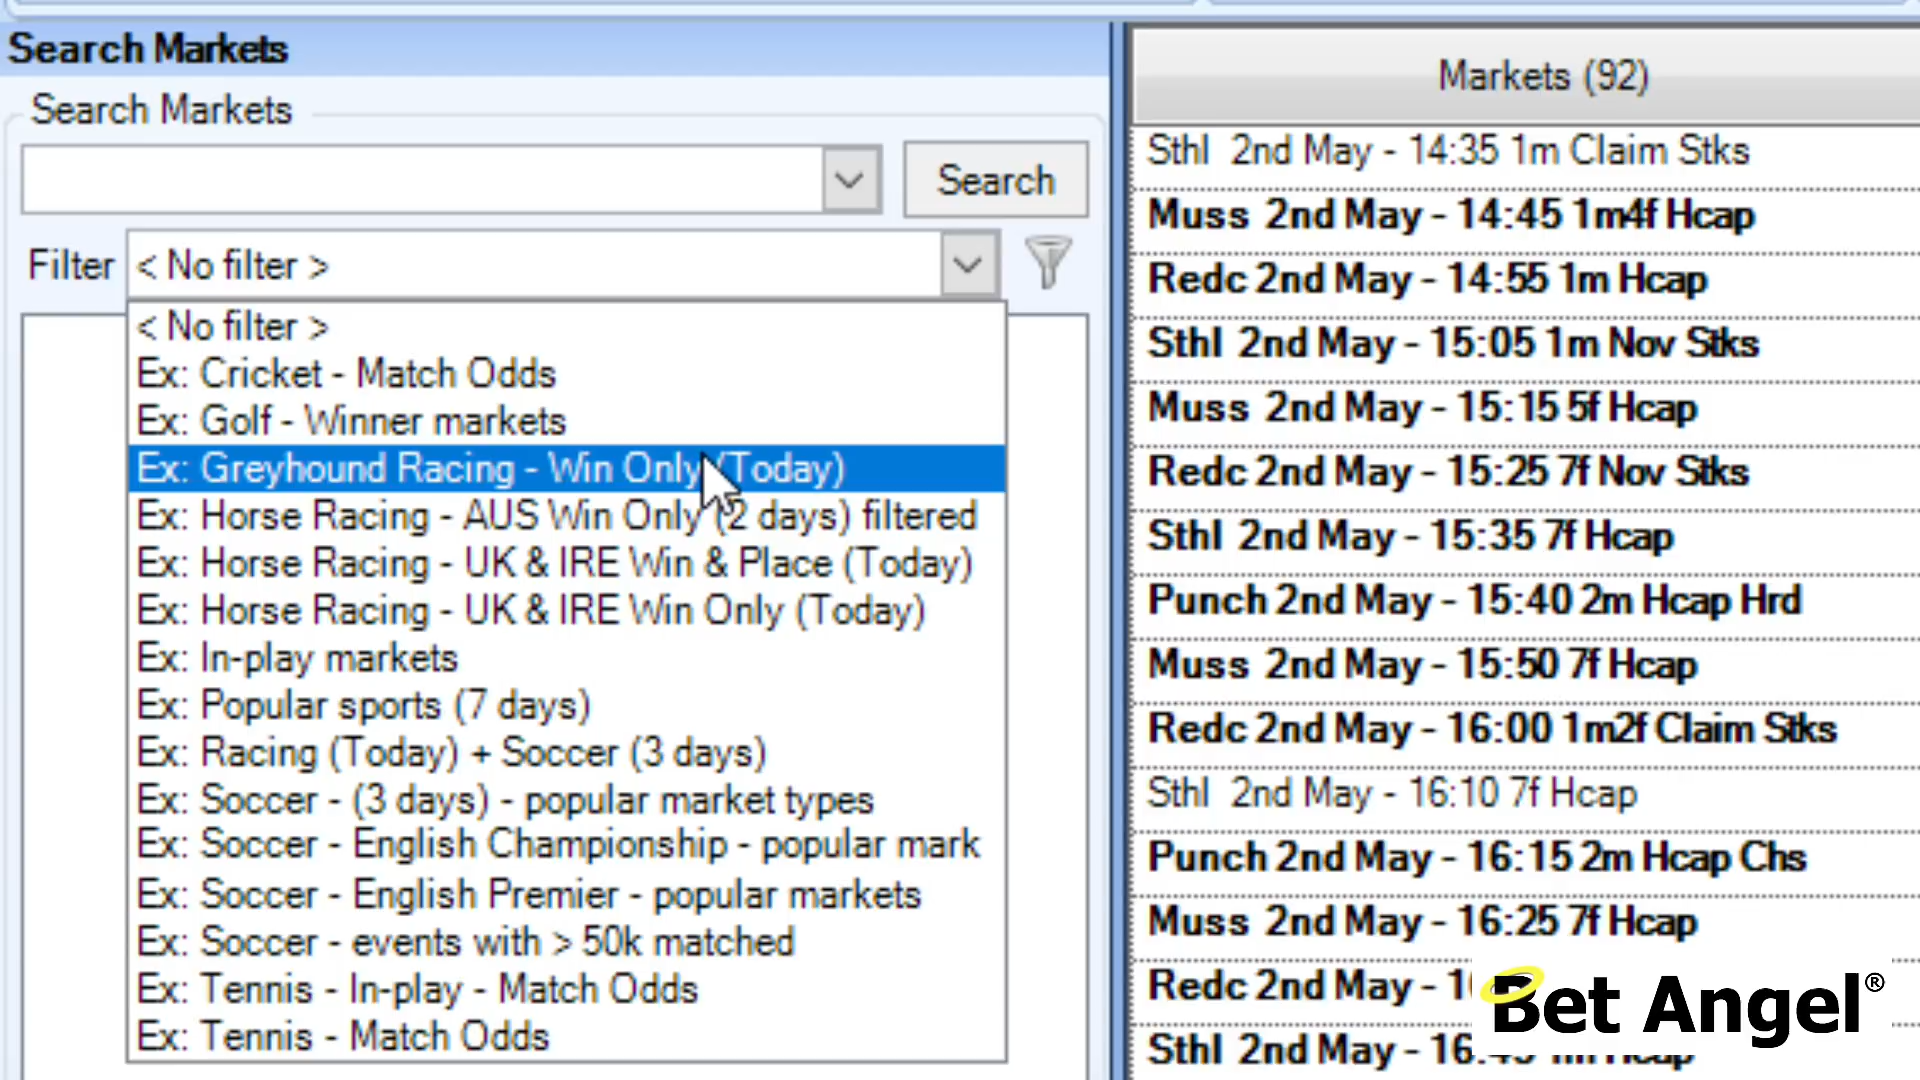 Search Markets
Search Markets
Search
Filter
< No filter >
< No filter >
Ex: Cricket - Match Odds
Ex: Golf - Winner markets
Ex: Greyhound Racing - Win Only (Today)
Ex: Horse Racing - AUS Win Only (2 days) filtered
Ex: Horse Racing - UK & IRE Win & Place (Today)
Ex: Horse Racing - UK & IRE Win Only (Today)
Ex: In-play markets
Ex: Popular sports (7 days)
Ex: Racing (Today) + Soccer (3 days)
Ex: Soccer - (3 days) - popular market types
Ex: Soccer - English Championship - popular mark
Ex: Soccer - English Premier - popular markets
Ex: Soccer - events with > 50k matched
Ex: Tennis - In-play - Match Odds
Ex: Tennis - Match Odds
Markets (92)
Sthl 2nd May - 14:35 1m Claim Stks
Muss 2nd May - 14:45 1m4f Hcap
Redc 2nd May - 14:55 1m Hcap
Sthl 2nd May - 15:05 1m Nov Stks
Muss 2nd May - 15:15 5f Hcap
Redc 2nd May - 15:25 7f Nov Stks
Sthl 2nd May - 15:35 7f Hcap
Punch 2nd May - 15:40 2m Hcap Hrd
Muss 2nd May - 15:50 7f Hcap
Redc 2nd May - 16:00 1m2f Claim Stks
Sthl 2nd May - 16:10 7f Hcap
Punch 2nd May - 16:15 2m Hcap Chs
Muss 2nd May - 16:25 7f Hcap
Redc 2nd May -
Sthl 2nd May -
Bet Angel®